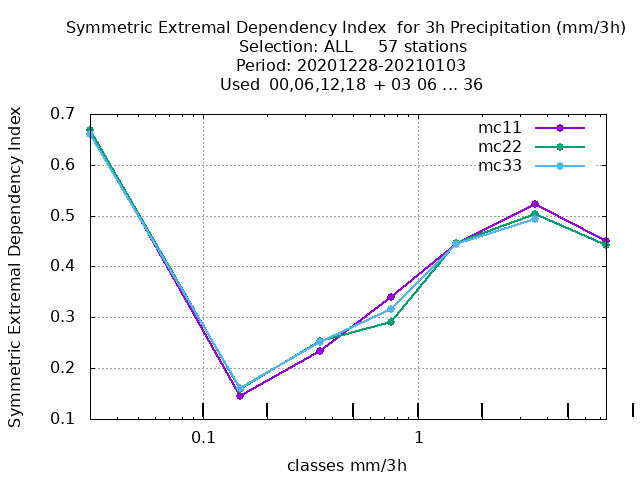 Symmetric Extremal Dependency Index  for 3h Precipitation (mm/3h)
Selection: ALL     57 stations
Period: 20201228-20210103
Used  00,06,12,18  + 03 06 ... 36
Symmetric Extremal Dependency Index
0.7
0.6
0.5
0.4
0.3
0.2
0.1
mc11
mc22
mc33
0.1
1
classes mm/3h